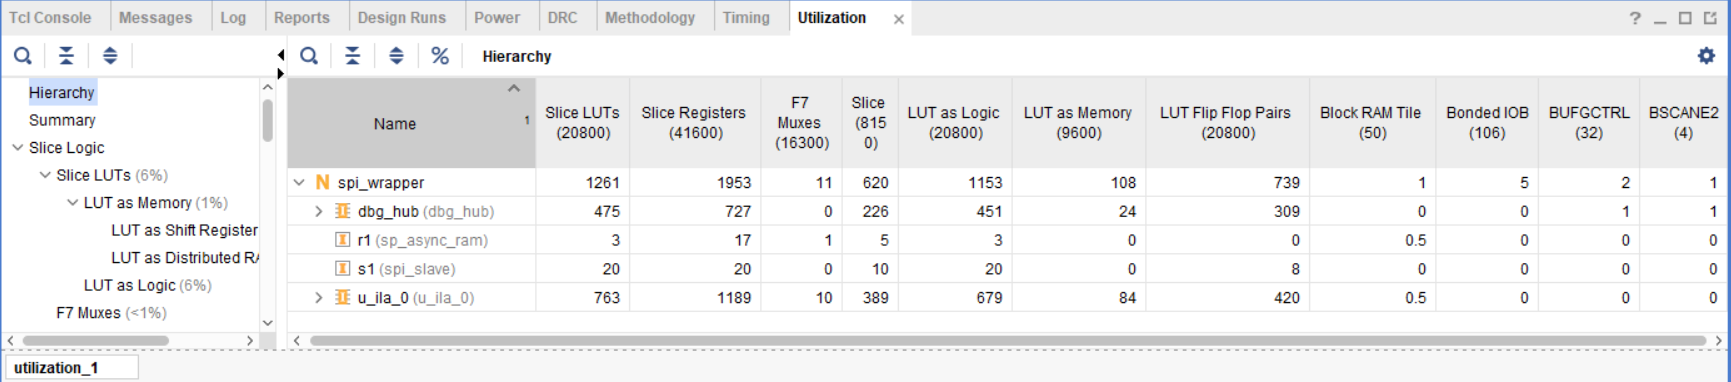 Tcl Console Messages Log Reports Design Runs Power DRC Methodology Timing Utilization × ? _
% Hierarchy
Hierarchy
Summary
Slice Logic
Slice LUTs (6%)
LUT as Memory (1%)
LUT as Shift Register
LUT as Distributed RA
LUT as Logic (6%)
F7 Muxes (<1%)
Name 1 Slice LUTs (20800) Slice Registers (41600) F7 Muxes (16300) Slice (8150) LUT as Logic (20800) LUT as Memory (9600) LUT Flip Flop Pairs (20800) Block RAM Tile (50) Bonded IOB (106) BUFGCTRL (32) BSCANE2 (4)
N spi_wrapper 1261 1953 11 620 1153 108 739 1 5 2 1
dbg_hub (dbg_hub) 475 727 0 226 451 24 309 0 0 1 1
I r1 (sp_async_ram) 3 17 1 5 3 0 0 0.5 0 0 0
I s1 (spi_slave) 20 20 0 10 20 0 8 0 0 0 0
u_ila_0 (u_ila_0) 763 1189 10 389 679 84 420 0.5 0 0 0
utilization_1